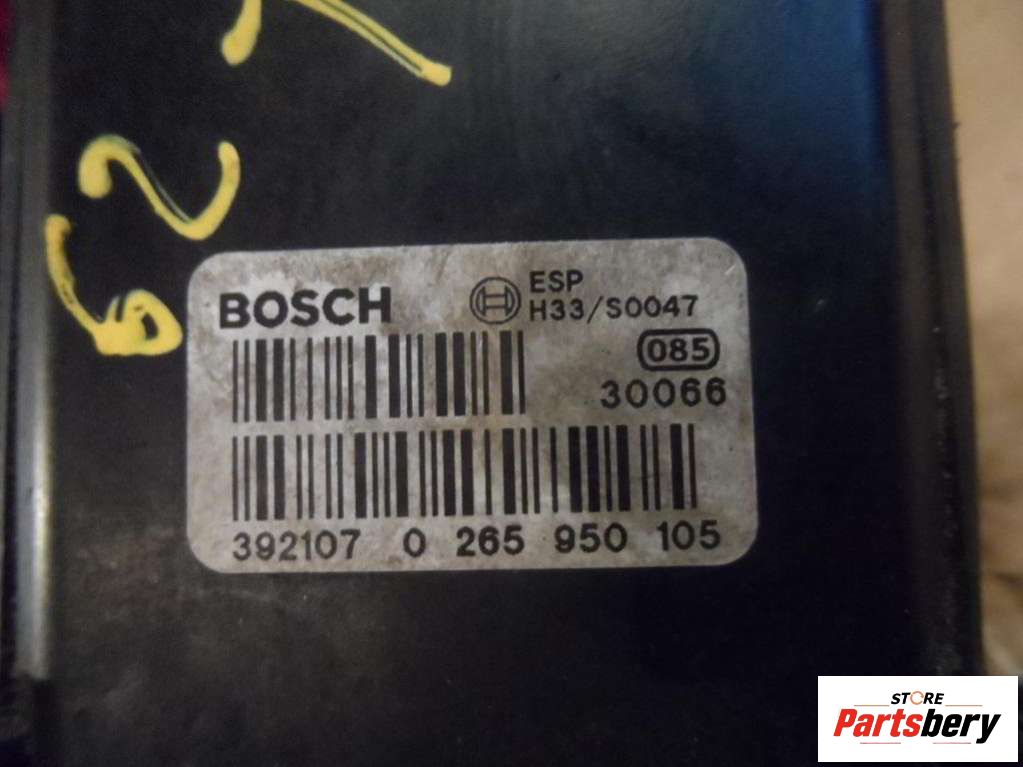 BOSCH ESP
H33/S0047
085
30066
392107 0 265 950 105
STORE
Partsbery